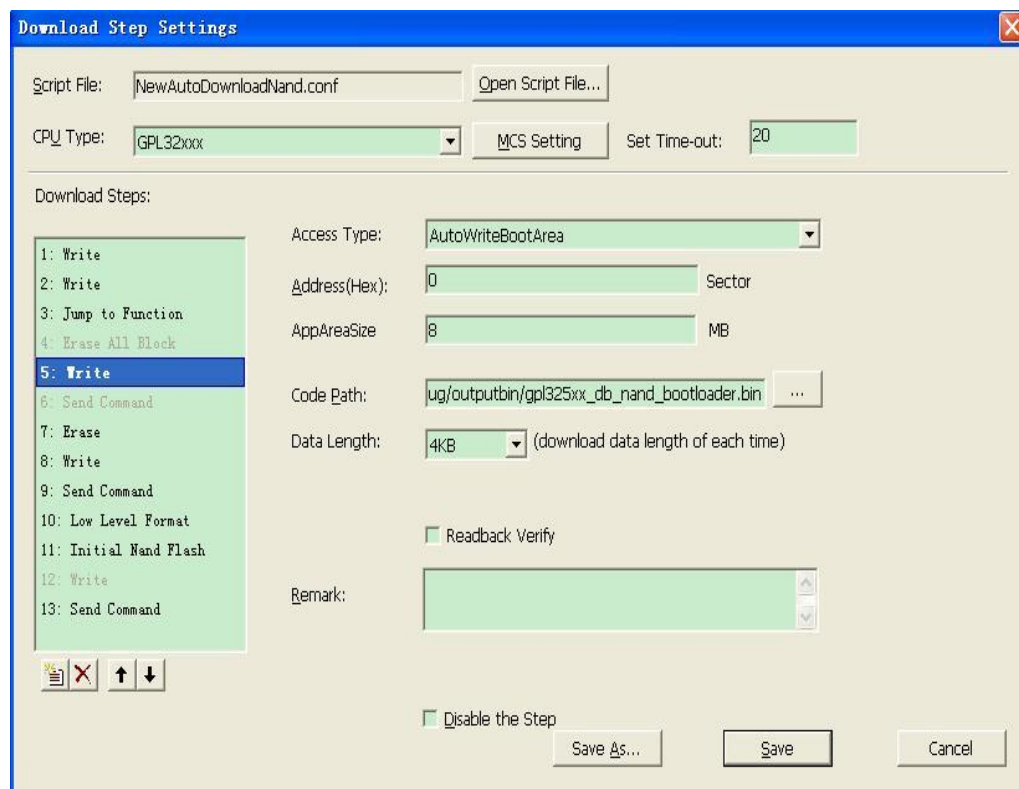 Download Step Settings
Script File: NewAutoDownloadNand.conf Open Script File...
CPU Type: GPL32xxx MCS Setting Set Time-out: 20
Download Steps:
1: Write
2: Write
3: Jump to Function
4: Erase All Block
5: Write
6: Send Command
7: Erase
8: Write
9: Send Command
10: Low Level Format
11: Initial Nand Flash
12: Write
13: Send Command
Access Type: AutoWriteBootArea
Address(Hex): 0 Sector
AppAreaSize 8 MB
Code Path: ug/outputbin/gpl325xx_db_nand_bootloader.bin ...
Data Length: 4KB (download data length of each time)
Readback Verify
Remark:
Disable the Step
Save As... Save Cancel